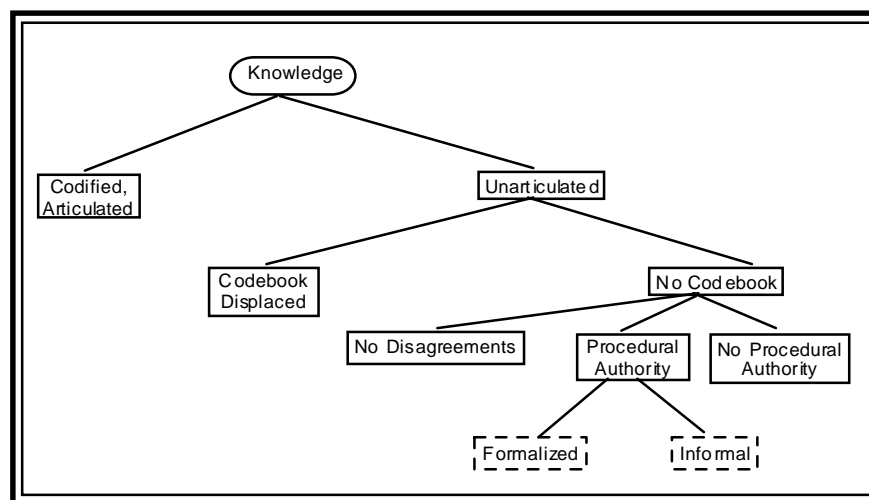 Knowledge
Codified,
Articulated
Unarticulated
Codebook
Displaced
No Codebook
No Disagreements
Procedural
Authority
No Procedural
Authority
Formalized
Informal